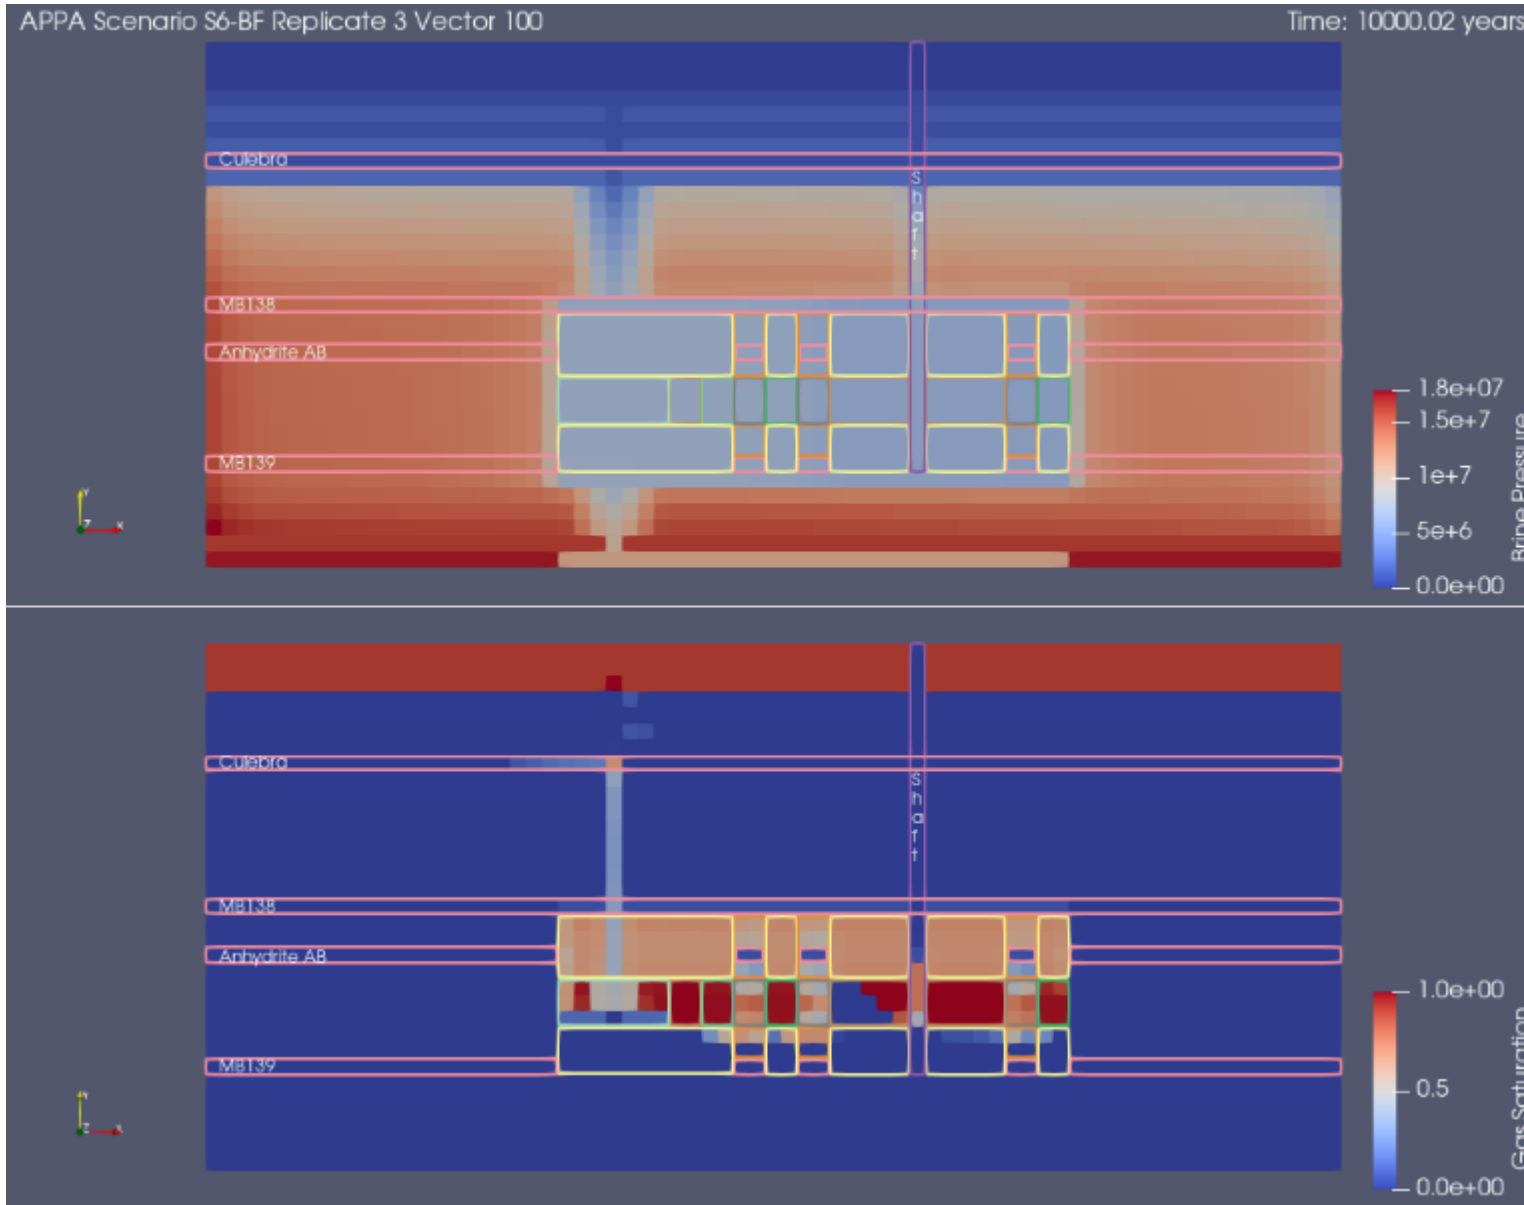 APPA Scenario S6-BF Replicate 3 Vector 100
Time: 10000.02 years
Culebra
Shaft
MB138
Anhydrite AB
MB139
1.8e+07
1.5e+7
1e+7
5e+6
0.0e+00
Brine Pressure
Y
Z
X
Culebra
Shaft
MB138
Anhydrite AB
MB139
1.0e+00
0.5
0.0e+00
Gas Saturation
Y
Z
X